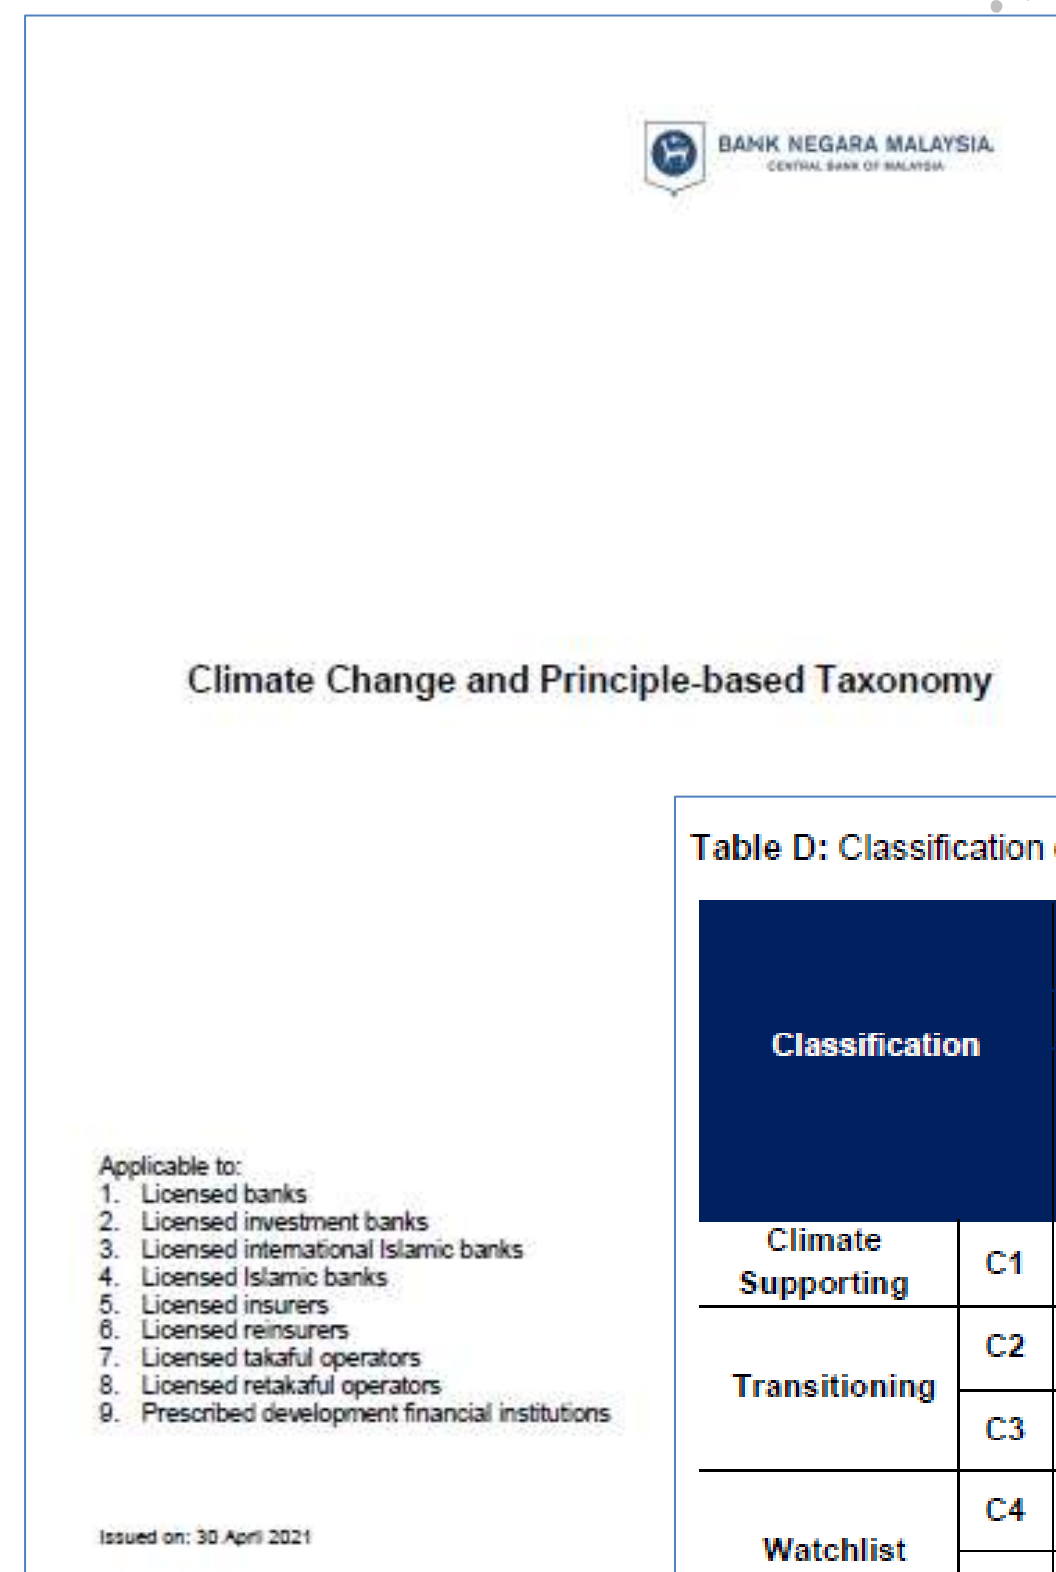 BANK NEGARA MALAYSIA
CENTRAL BANK OF MALAYSIA
Climate Change and Principle-based Taxonomy
Applicable to:
1. Licensed banks
2. Licensed investment banks
3. Licensed international Islamic banks
4. Licensed Islamic banks
5. Licensed insurers
6. Licensed reinsurers
7. Licensed takaful operators
8. Licensed retakaful operators
9. Prescribed development financial institutions
Issued on: 30 April 2021
Table D: Classification
Classification
Climate
Supporting
C1
Transitioning
C2
C3
Watchlist
C4